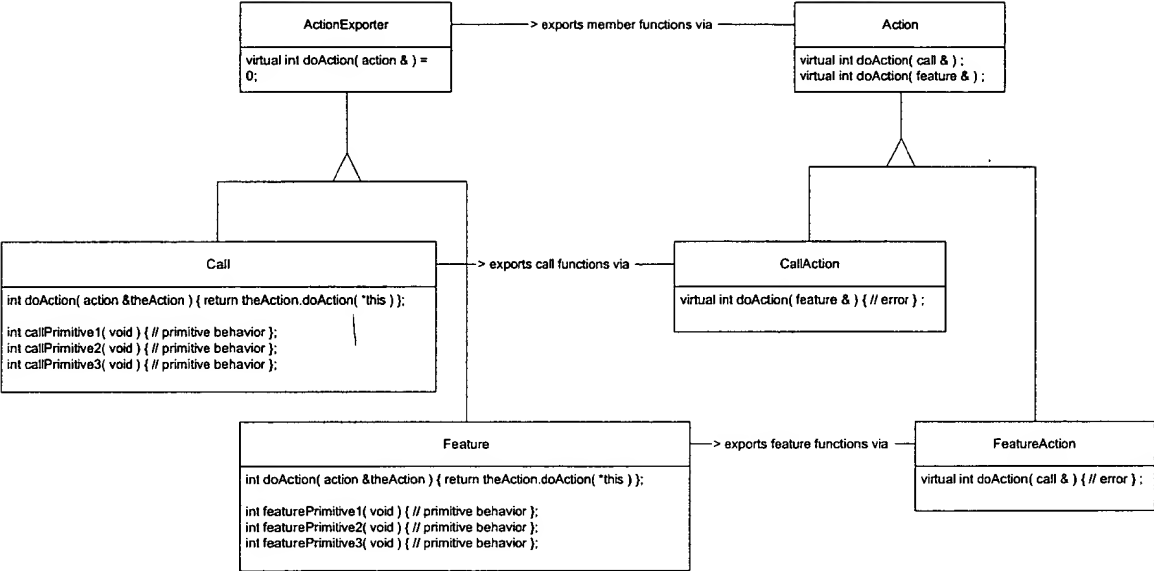 ActionExporter
> exports member functions via
Action
virtual int doAction( action & ) =
0;
virtual int doAction( call & ) ;
virtual int doAction( feature & ) ;
Call
> exports call functions via
CallAction
int doAction( action &theAction ) { return theAction.doAction( *this ) };
int callPrimitive1( void ) { // primitive behavior };
int callPrimitive2( void ) { // primitive behavior };
int callPrimitive3( void ) { // primitive behavior };
virtual int doAction( feature & ) { // error } ;
Feature
> exports feature functions via
FeatureAction
int doAction( action &theAction ) { return theAction.doAction( *this ) };
int featurePrimitive1( void ) { // primitive behavior };
int featurePrimitive2( void ) { // primitive behavior };
int featurePrimitive3( void ) { // primitive behavior };
virtual int doAction( call & ) { // error } ;